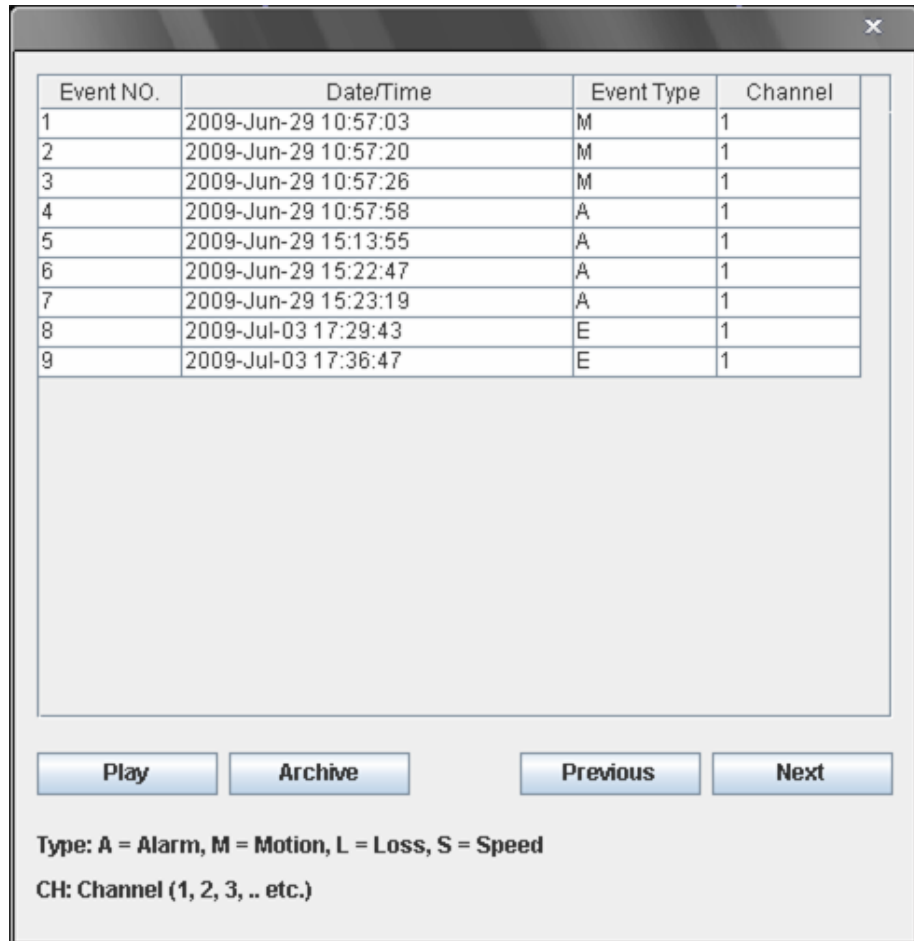 Event NO. Date/Time Event Type Channel
1 2009-Jun-29 10:57:03 M 1
2 2009-Jun-29 10:57:20 M 1
3 2009-Jun-29 10:57:26 M 1
4 2009-Jun-29 10:57:58 A 1
5 2009-Jun-29 15:13:55 A 1
6 2009-Jun-29 15:22:47 A 1
7 2009-Jun-29 15:23:19 A 1
8 2009-Jul-03 17:29:43 E 1
9 2009-Jul-03 17:36:47 E 1
Play Archive Previous Next
Type: A = Alarm, M = Motion, L = Loss, S = Speed
CH: Channel (1, 2, 3, .. etc.)